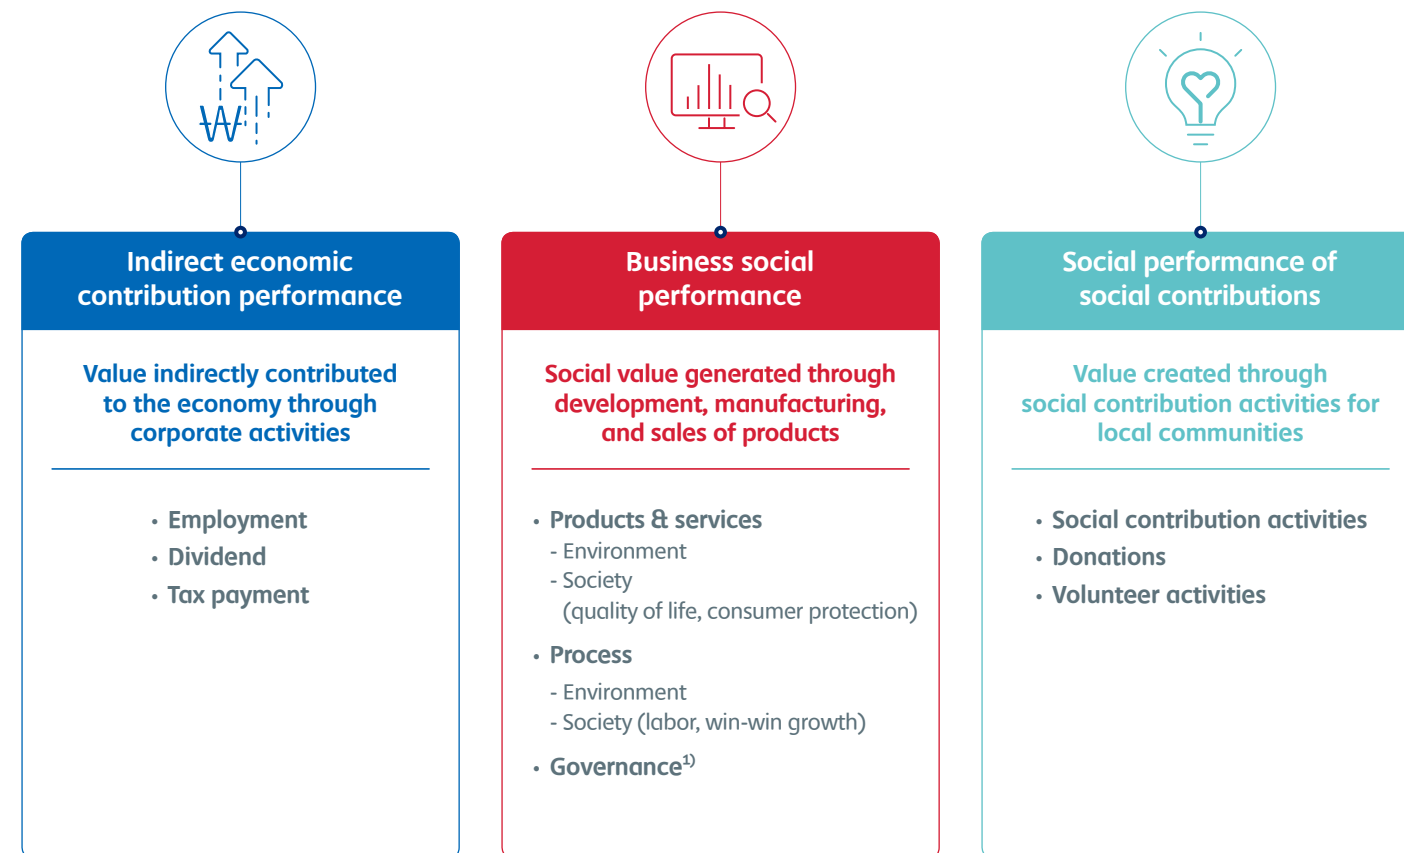 Indirect economic
contribution performance
Value indirectly contributed
to the economy through
corporate activities
• Employment
• Dividend
• Tax payment
Business social
performance
Social value generated through
development, manufacturing,
and sales of products
• Products & services
- Environment
- Society
(quality of life, consumer protection)
• Process
- Environment
- Society (labor, win-win growth)
• Governance¹⁾
Social performance of
social contributions
Value created through
social contribution activities for
local communities
• Social contribution activities
• Donations
• Volunteer activities